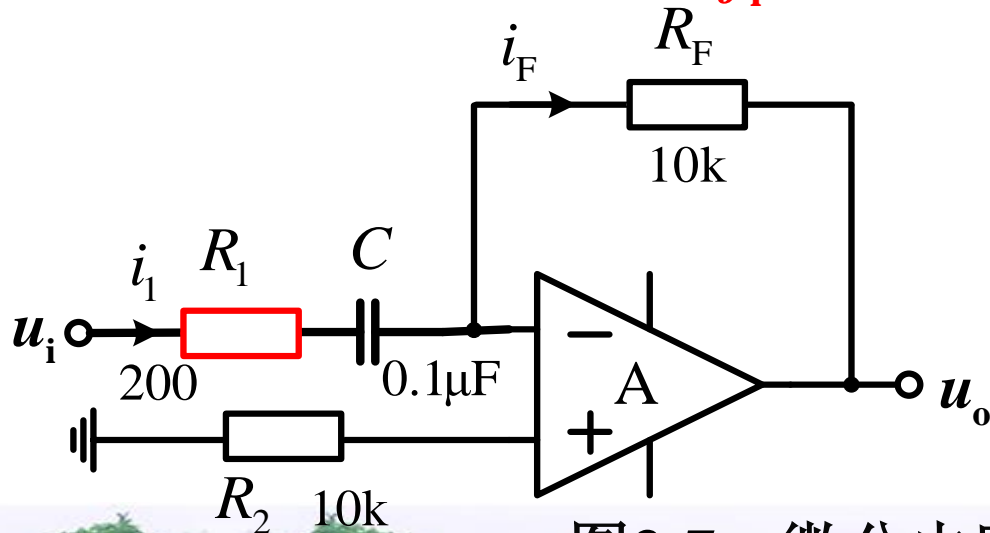 R_F
i_F
10k
i_1 R_1 C
u_i
200 0.1μF
− A
+
u_o
R_2 10k